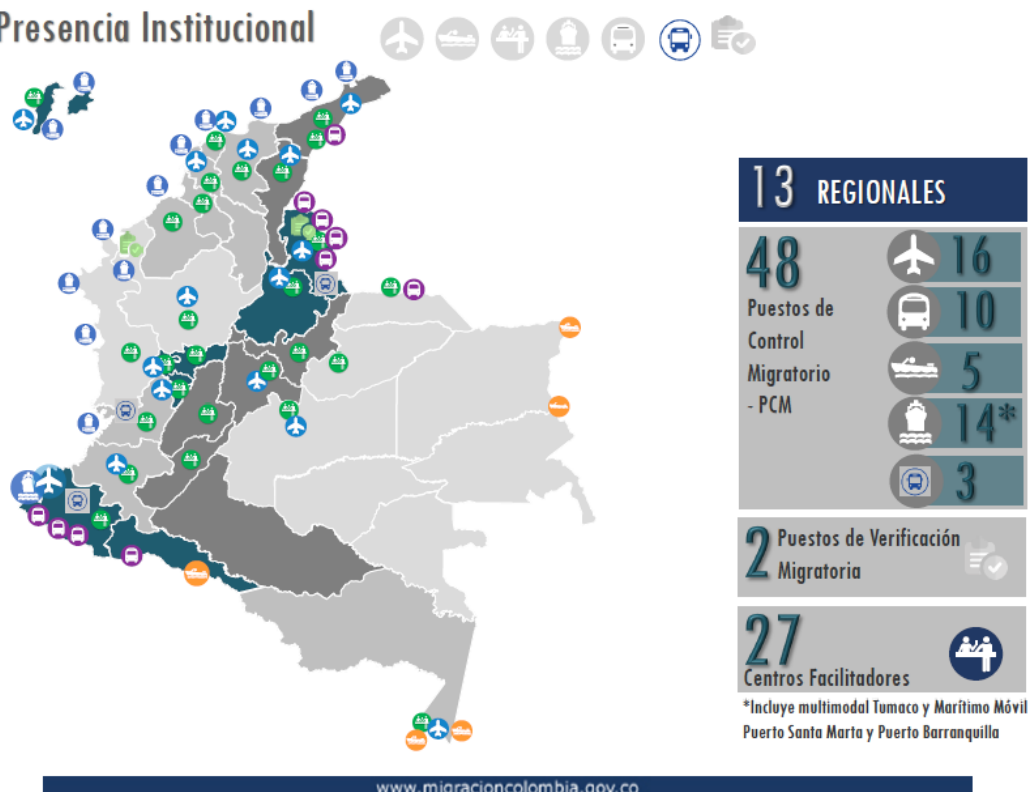 Presencia Institucional
13 REGIONALES
48
Puestos de
Control
Migratorio
- PCM
16
10
5
14*
3
2 Puestos de Verificación
Migratoria
27
Centros Facilitadores
*Incluye multimodal Tumaco y Marítimo Móvil
Puerto Santa Marta y Puerto Barranquilla
www.migracioncolombia.gov.co